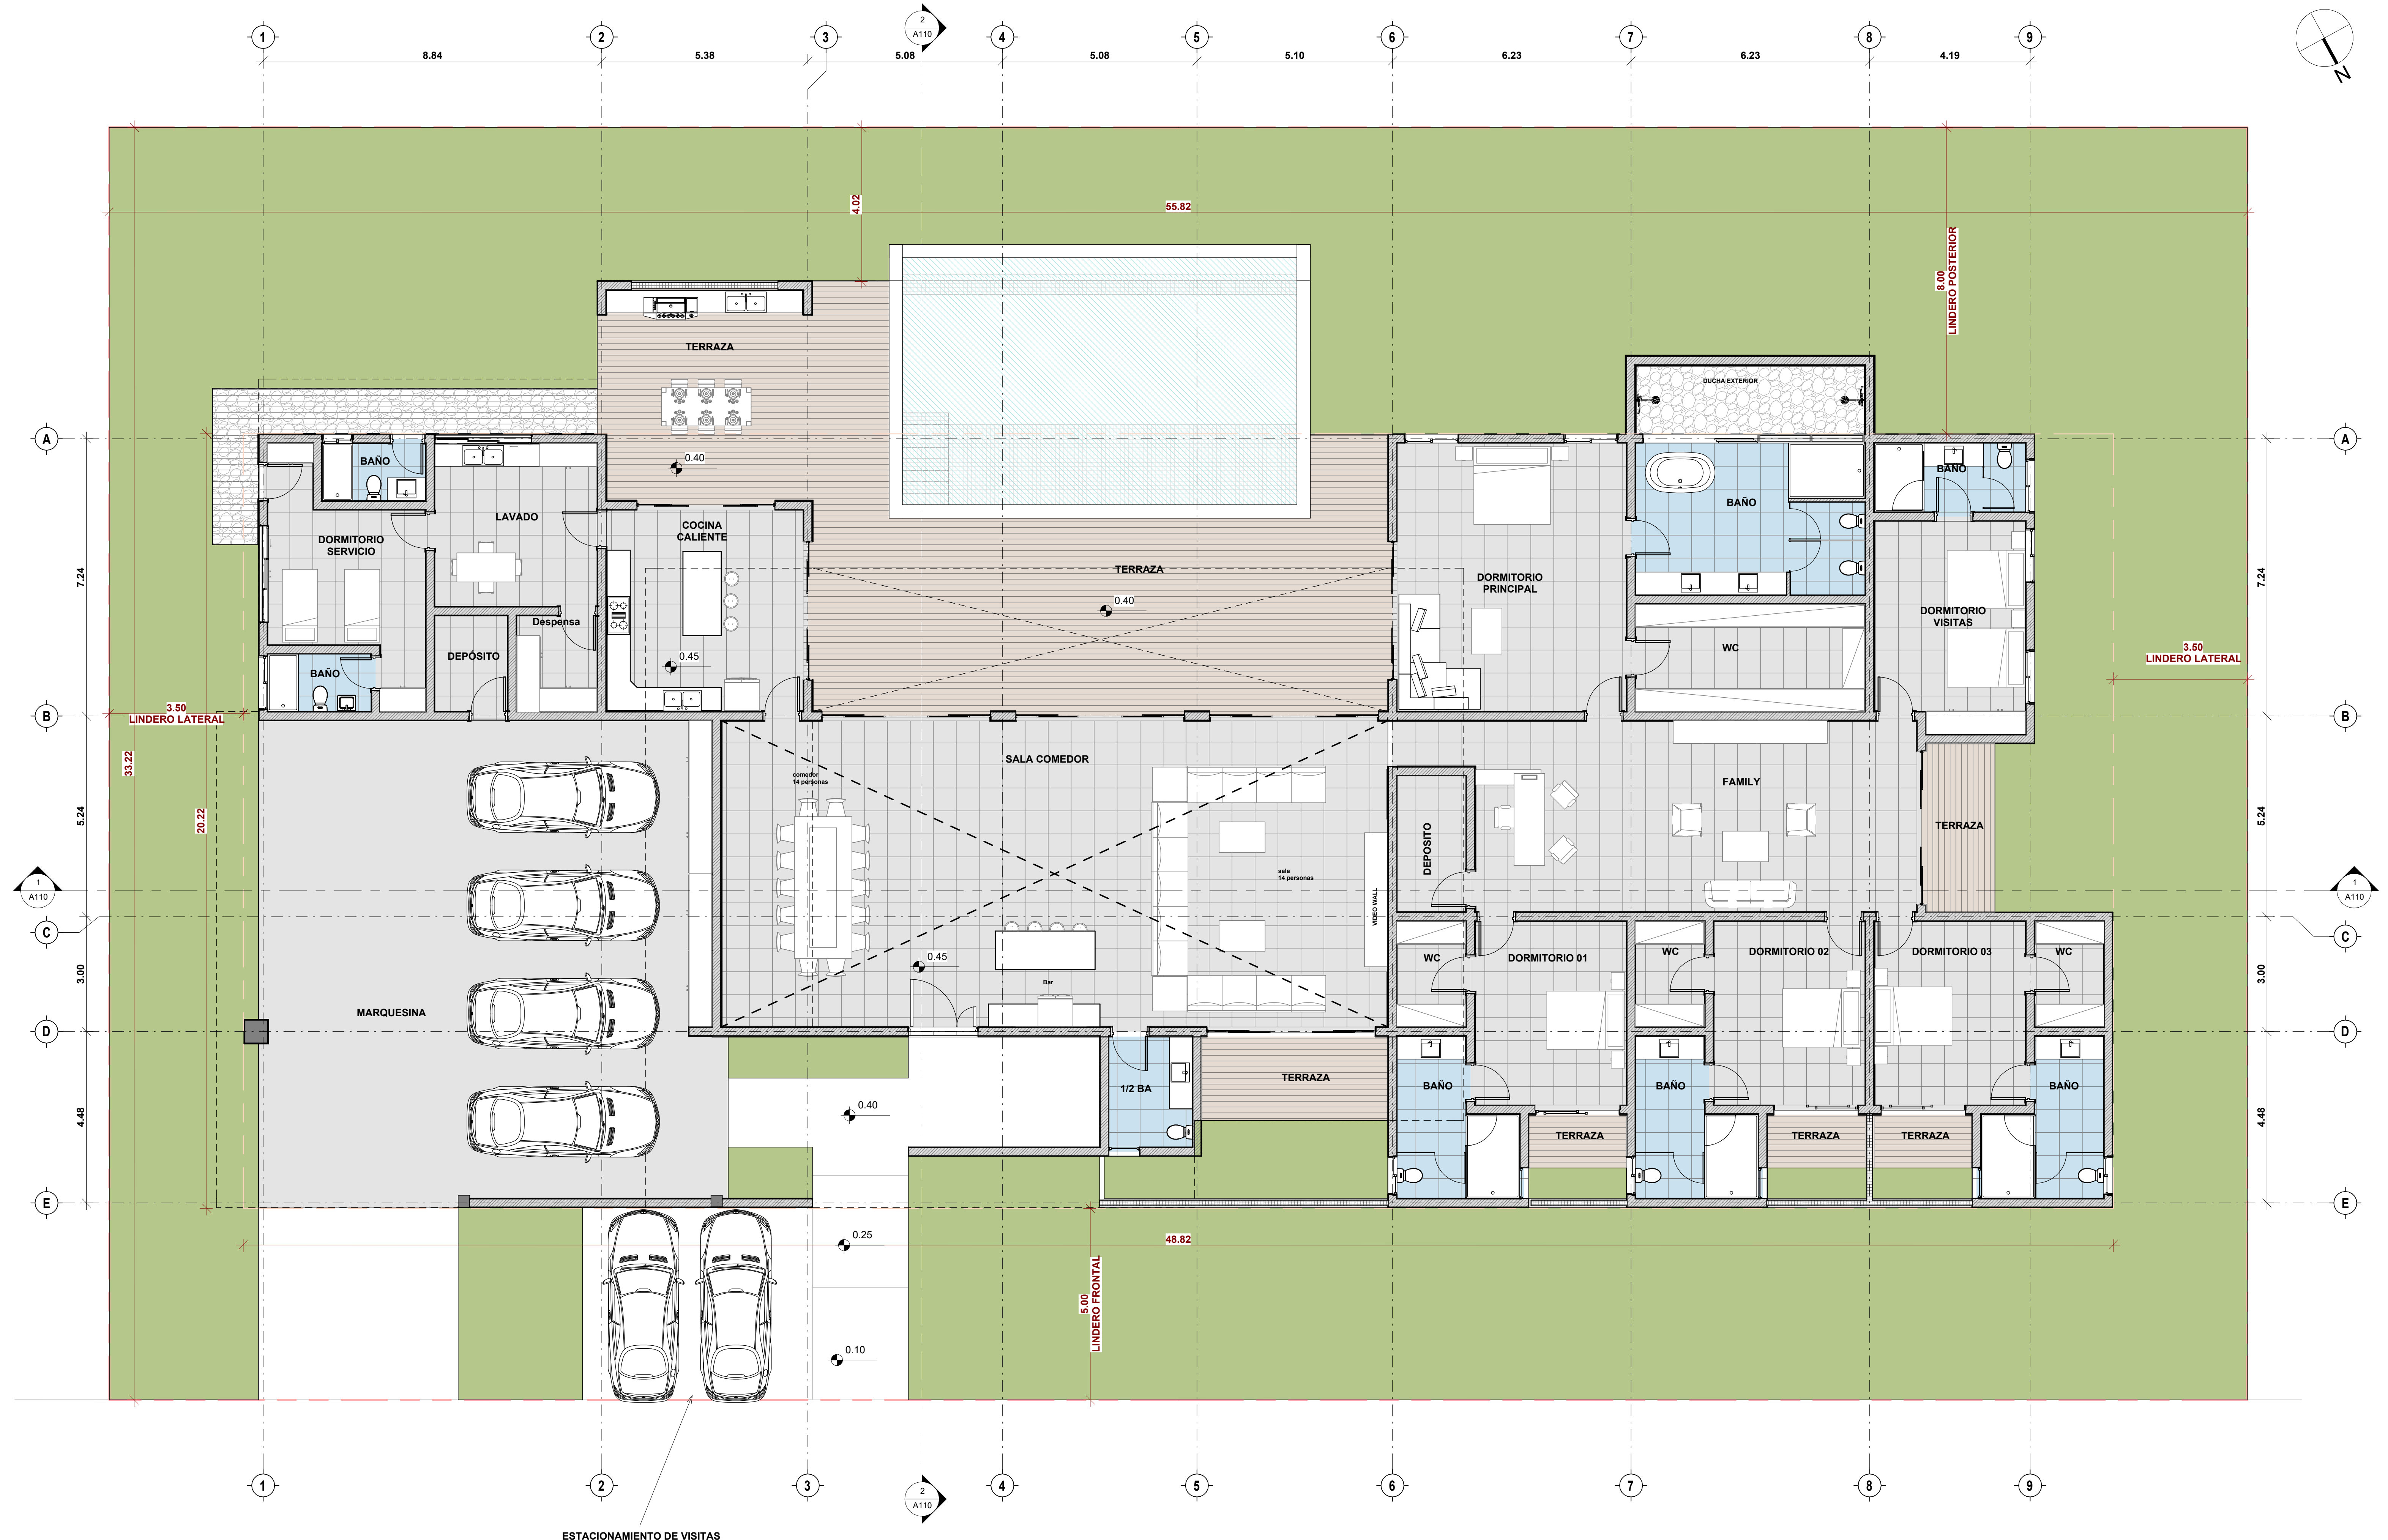 1
2
3
2
A110
4
5
6
7
8
9
8.84
5.38
5.08
5.08
5.10
6.23
6.23
4.19
N
4.02
55.82
8.00
LINDERO POSTERIOR
TERRAZA
DUCHA EXTERIOR
A
A
BAÑO
0.40
BAÑO
LAVADO
COCINA
CALIENTE
BAÑO
DORMITORIO
SERVICIO
7.24
TERRAZA
0.40
DORMITORIO
PRINCIPAL
7.24
Despensa
DORMITORIO
VISITAS
DEPÓSITO
0.45
WC
3.50
LINDERO LATERAL
BAÑO
3.50
LINDERO LATERAL
B
B
33.22
20.22
SALA COMEDOR
comedor
14 personas
FAMILY
5.24
5.24
TERRAZA
DEPOSITO
sala
14 personas
1
A110
1
A110
VIDEO WALL
C
C
WC
DORMITORIO 01
WC
DORMITORIO 02
DORMITORIO 03
WC
0.45
3.00
3.00
Bar
MARQUESINA
D
D
TERRAZA
1/2 BA
BAÑO
BAÑO
BAÑO
0.40
4.48
4.48
TERRAZA
TERRAZA
TERRAZA
E
E
0.25
48.82
5.00
LINDERO FRONTAL
0.10
1
2
3
2
A110
4
5
6
7
8
9
ESTACIONAMIENTO DE VISITAS